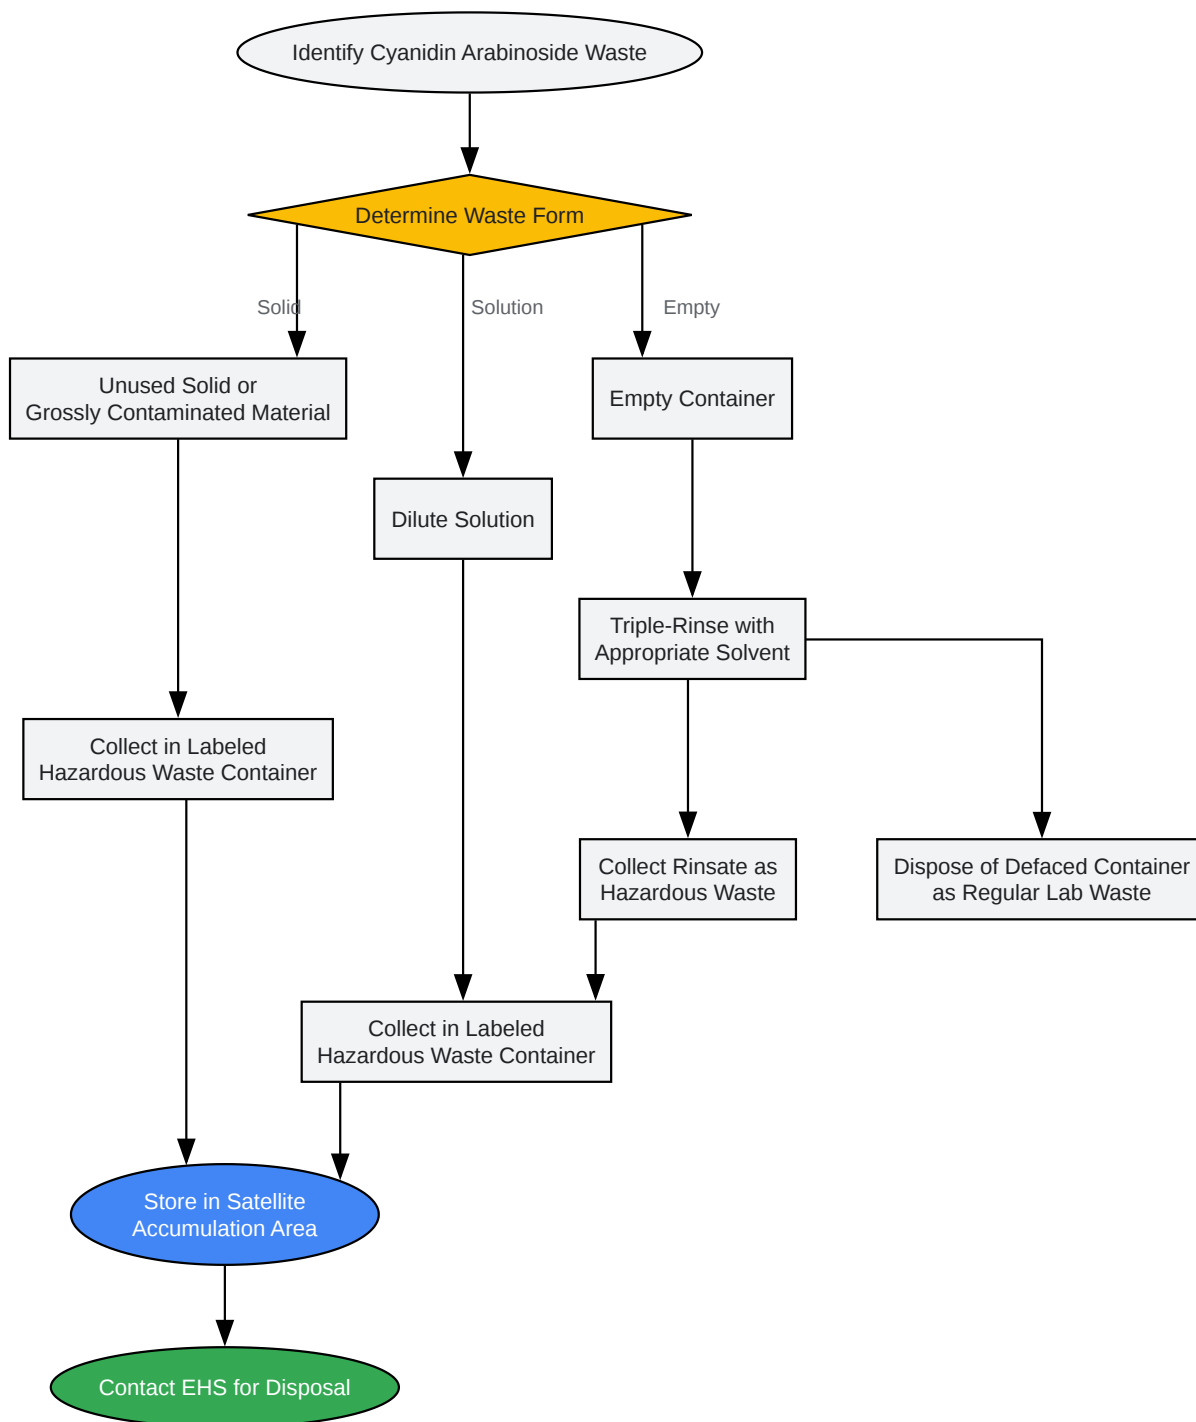 Identify Cyanidin Arabinoside Waste
Determine Waste Form
Solid
Solution
Empty
Unused Solid or
Grossly Contaminated Material
Empty Container
Dilute Solution
Triple-Rinse with
Appropriate Solvent
Collect in Labeled
Hazardous Waste Container
Collect Rinsate as
Hazardous Waste
Dispose of Defaced Container
as Regular Lab Waste
Collect in Labeled
Hazardous Waste Container
Store in Satellite
Accumulation Area
Contact EHS for Disposal